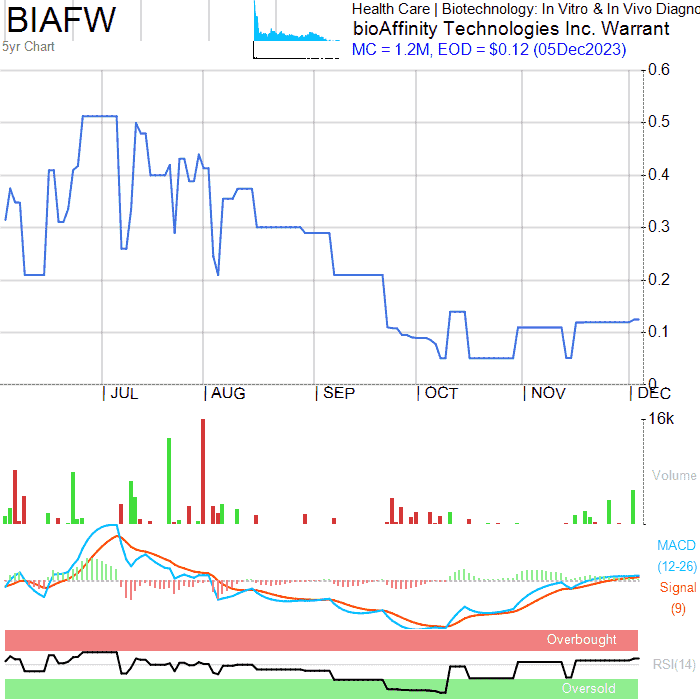 BIAFW
5yr Chart
Health Care | Biotechnology: In Vitro & In Vivo Diagno
bioAffinity Technologies Inc. Warrant
MC = 1.2M, EOD = $0.12 (05Dec2023)
0.6
0.5
0.4
0.3
0.2
0.1
0
| JUL | AUG | SEP | OCT | NOV | DEC
16k
Volume
MACD
(12-26)
Signal
(9)
Overbought
RSI(14)
Oversold